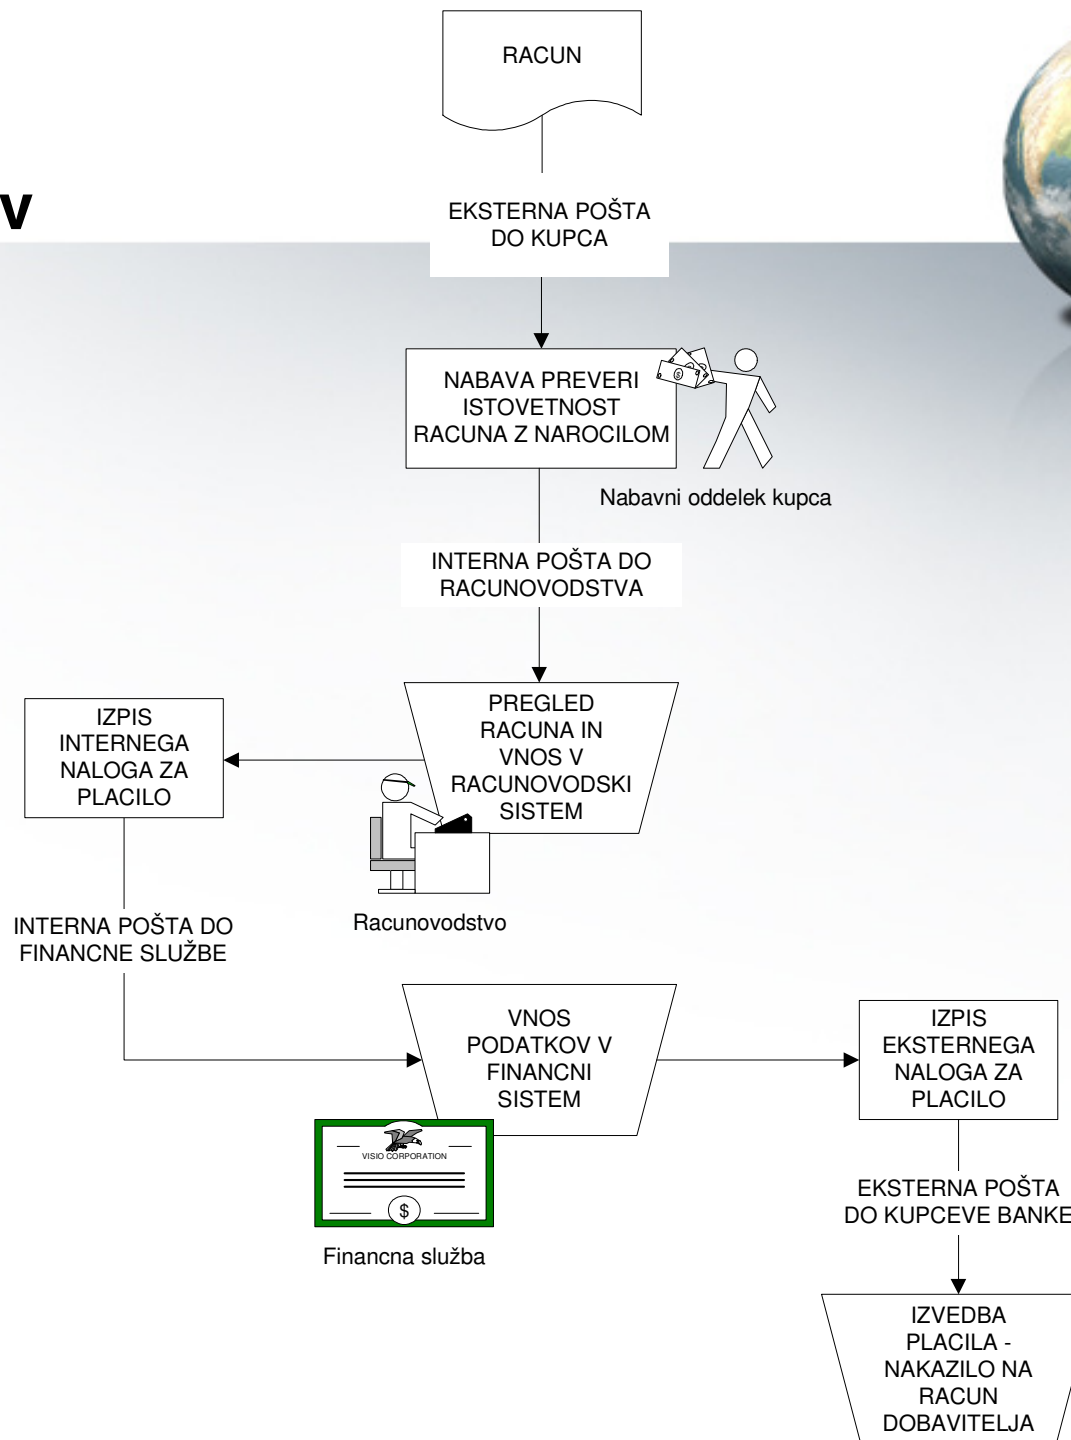 RACUN
v
EKSTERNA POŠTA
DO KUPCA
NABAVA PREVERI
ISTOVETNOST
RACUNA Z NAROCILOM
Nabavni oddelek kupca
INTERNA POŠTA DO
RACUNOVODSTVA
PREGLED
RACUNA IN
VNOS V
RACUNOVODSKI
SISTEM
IZPIS
INTERNEGA
NALOGA ZA
PLACILO
Racunovodstvo
INTERNA POŠTA DO
FINANCNE SLUŽBE
VNOS
PODATKOV V
FINANCNI
SISTEM
IZPIS
EKSTERNEGA
NALOGA ZA
PLACILO
VISIO CORPORATION
$
Financna služba
EKSTERNA POŠTA
DO KUPCEVE BANKE
IZVEDBA
PLACILA -
NAKAZILO NA
RACUN
DOBAVITELJA